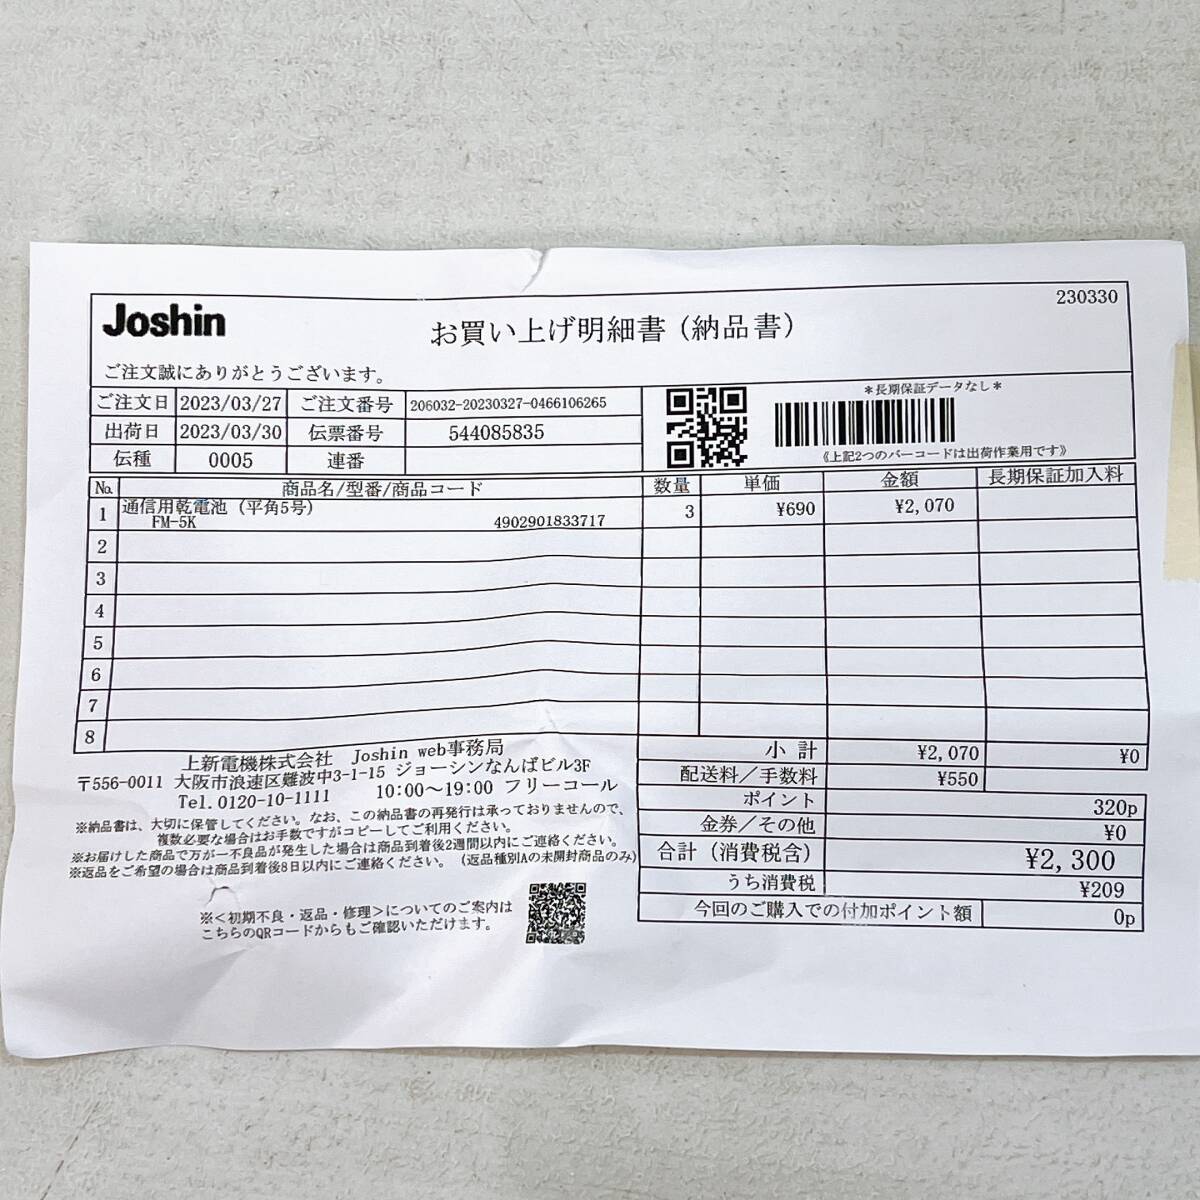 230330
Joshin
お買い上げ明細書（納品書）
ご注文誠にありがとうございます。
ご注文日 2023/03/27 ご注文番号 206032-20230327-0466106265
出荷日 2023/03/30 伝票番号 544085835
伝種 0005 連番
*長期保証データなし*
《上記2つのバーコードは出荷作業用です》
No. 商品名/型番/商品コード 数量 単価 金額 長期保証加入料
1 通信用乾電池（平角5号） 3 ¥690 ¥2,070
FM-5K 4902901833717
2
3
4
5
6
7
8
小計 ¥2,070 ¥0
配送料/手数料 ¥550
ポイント 320p
金券/その他 ¥0
合計（消費税含） ¥2,300
うち消費税 ¥209
今回のご購入での付加ポイント額 0p
上新電機株式会社 Joshin web事務局
〒556-0011 大阪市浪速区難波中3-1-15 ジョーシンなんばビル3F
Tel.0120-10-1111 10:00～19:00 フリーコール
※納品書は、大切に保管してください。なお、この納品書の再発行は承っておりませんので、
複数必要な場合はお手数ですがコピーしてご利用ください。
※お届けした商品で万が一不良品が発生した場合は商品到着後2週間以内にご連絡ください。
※返品をご希望の場合は商品到着後8日以内にご連絡ください。（返品種別Aの未開封商品のみ）
※<初期不良・返品・修理>についてのご案内は
こちらのQRコードからもご確認いただけます。